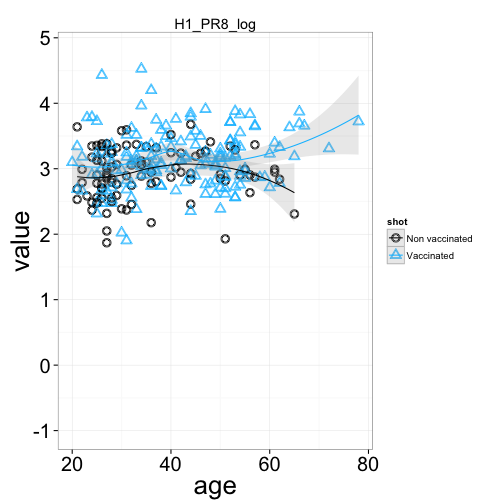 H1_PR8_log
5
4
3
2
1
0
-1
value
20
40
60
80
age
shot
Non vaccinated
Vaccinated